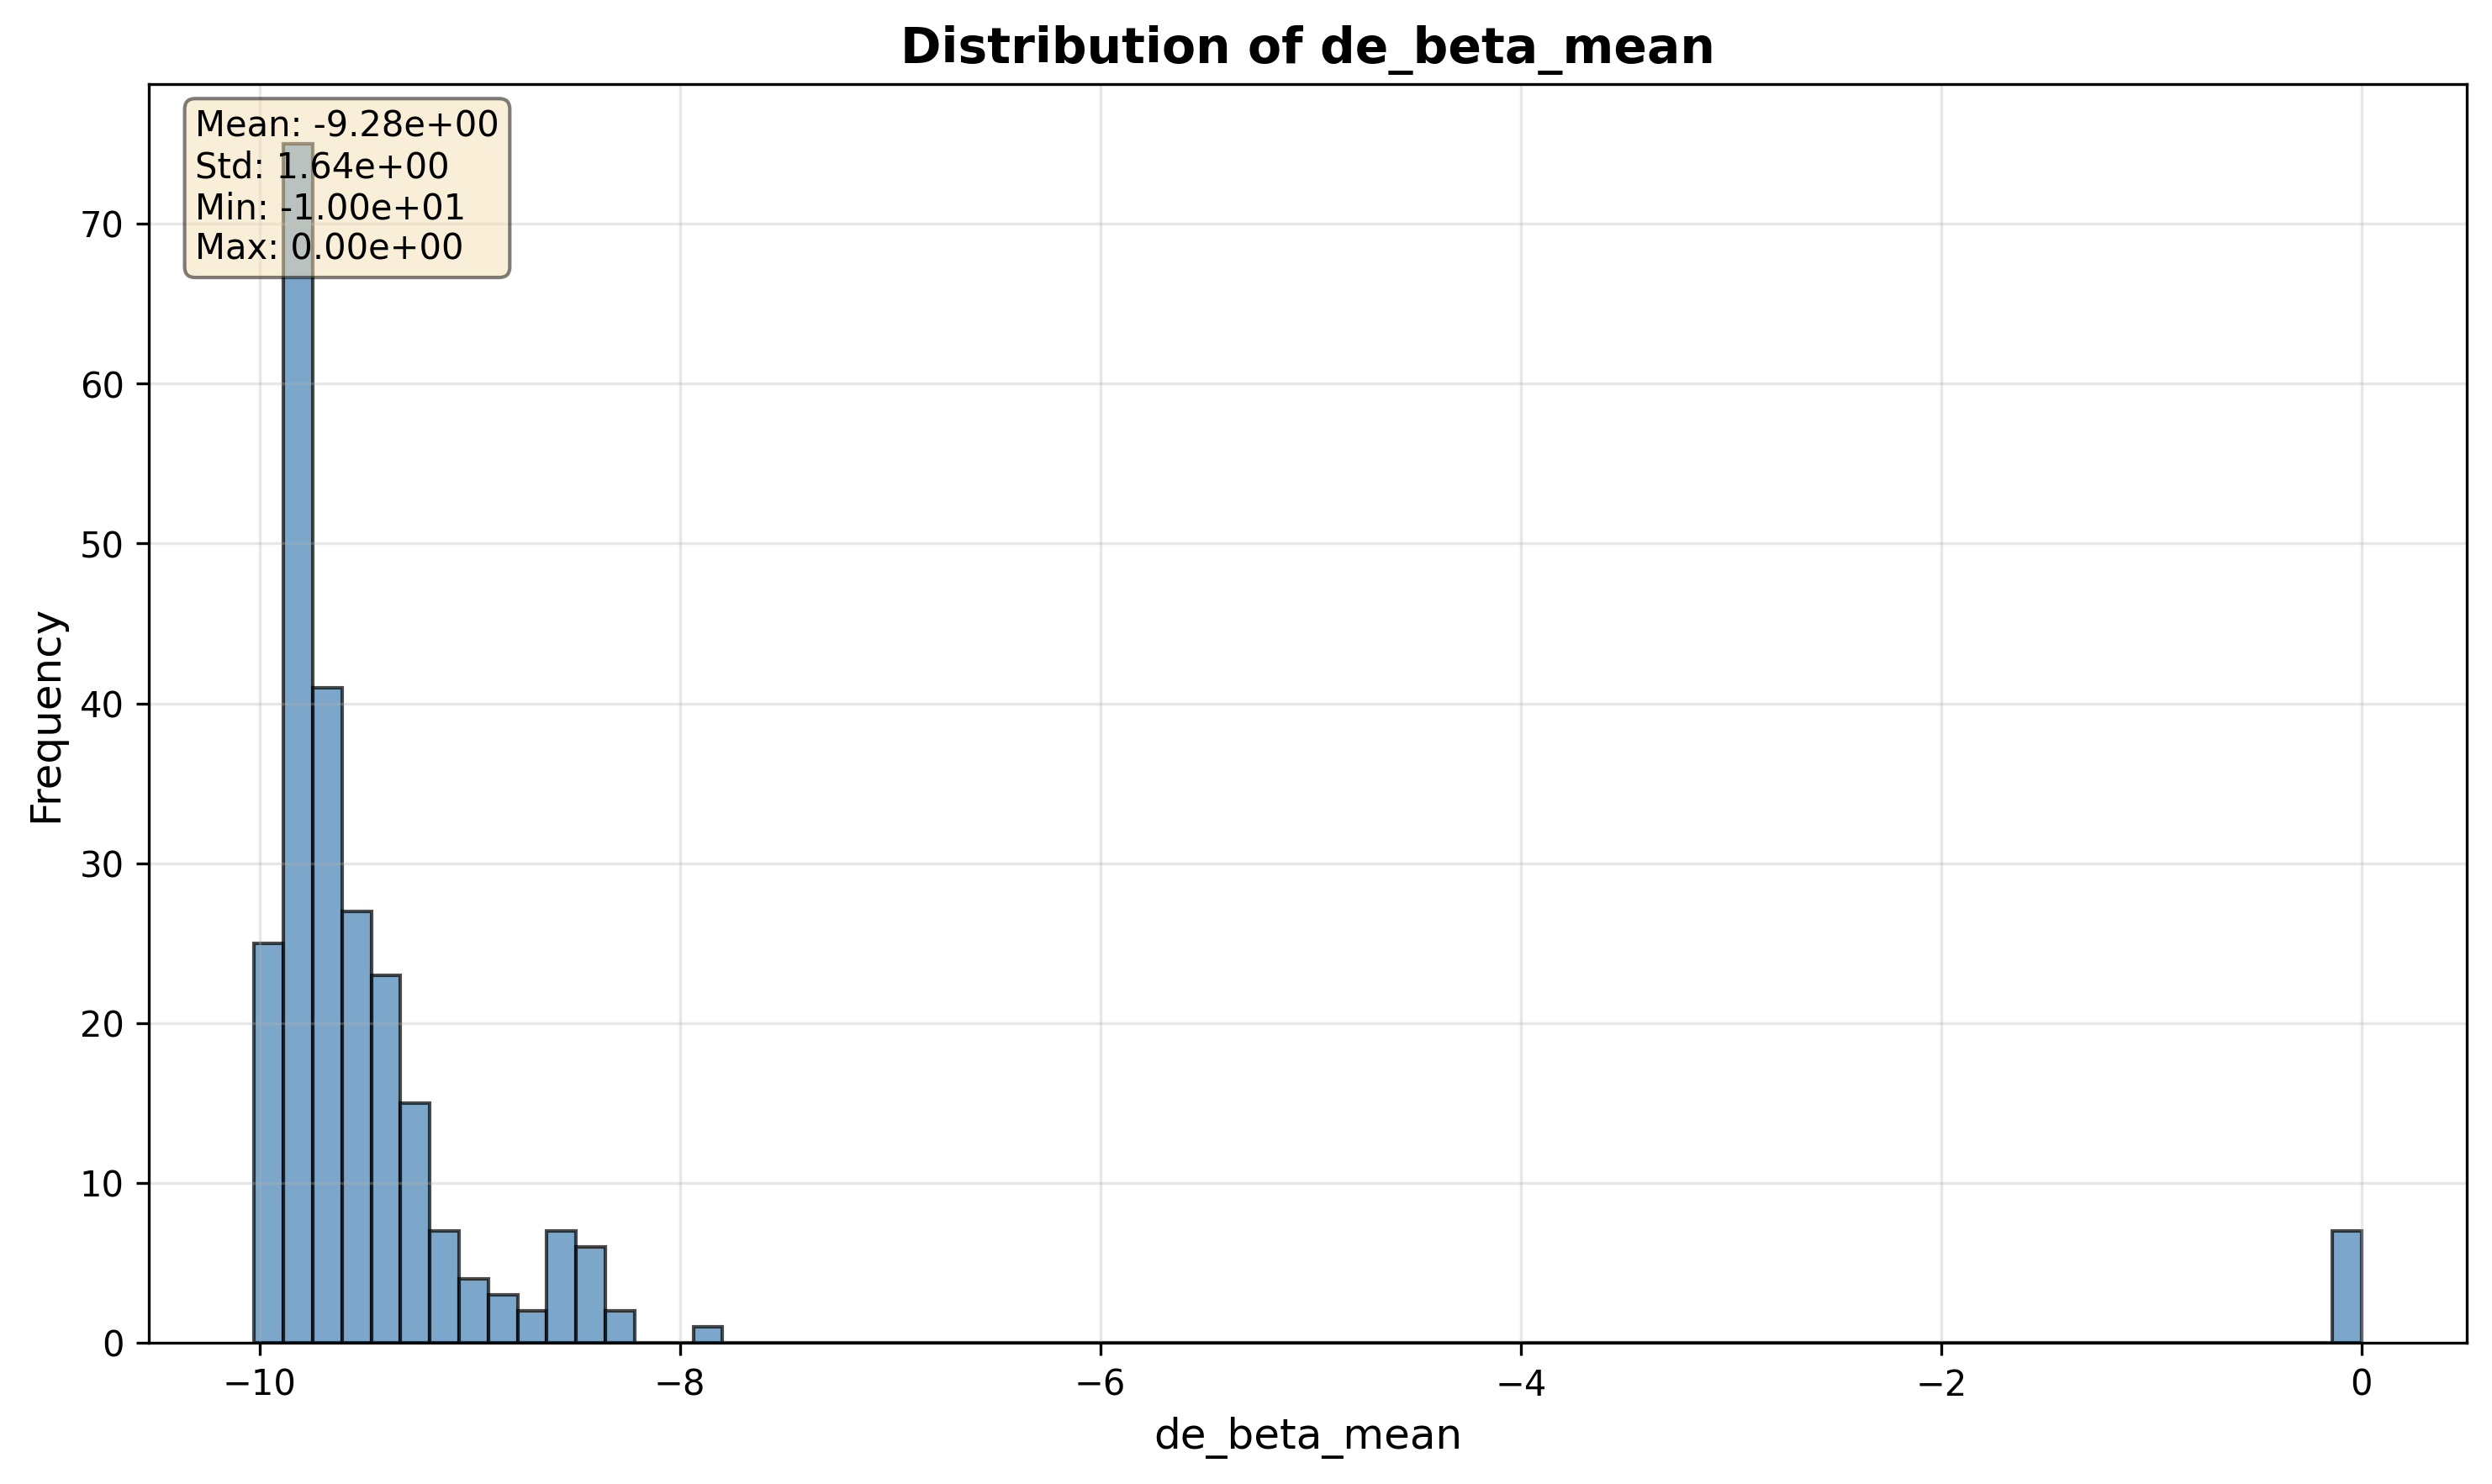 Distribution of de_beta_mean
Mean: -9.28e+00
Std: 1.64e+00
Min: -1.00e+01
Max: 0.00e+00
70
60
50
40
30
20
10
0
Frequency
−10
−8
−6
−4
−2
0
de_beta_mean